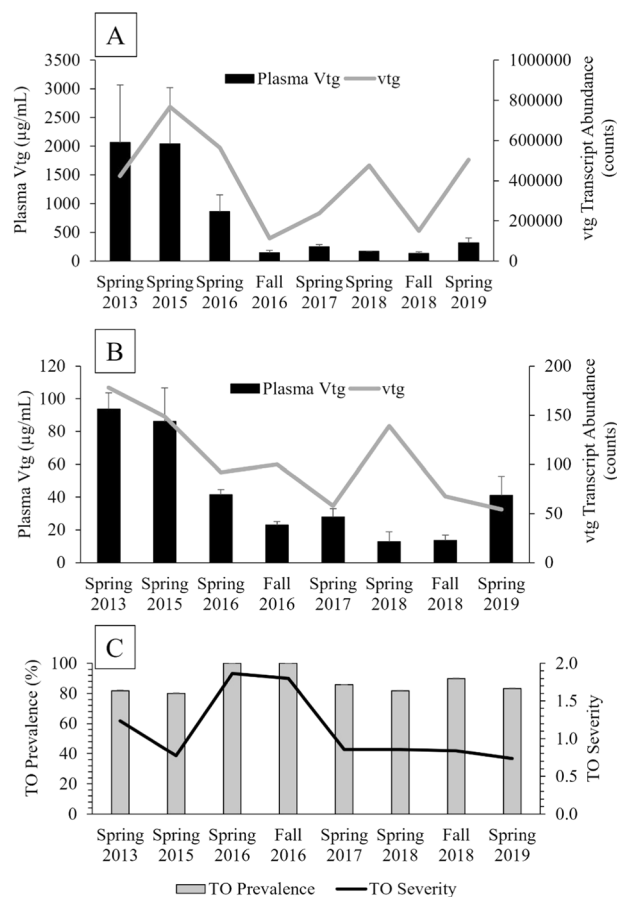 A
3500
3000
2500
2000
1500
1000
500
0
Plasma Vtg (µg/mL)
Plasma Vtg vtg
1000000
800000
600000
400000
200000
0
vtg Transcript Abundance
(counts)
Spring Spring Spring Fall Spring Spring Fall Spring
2013 2015 2016 2016 2017 2018 2018 2019
B
120
100
80
60
40
20
0
Plasma Vtg (µg/mL)
Plasma Vtg vtg
200
150
100
50
0
vtg Transcript Abundance
(counts)
Spring Spring Spring Fall Spring Spring Fall Spring
2013 2015 2016 2016 2017 2018 2018 2019
C
100
80
60
40
20
0
TO Prevalence (%)
2.0
1.5
1.0
0.5
0.0
TO Severity
Spring Spring Spring Fall Spring Spring Fall Spring
2013 2015 2016 2016 2017 2018 2018 2019
TO Prevalence TO Severity